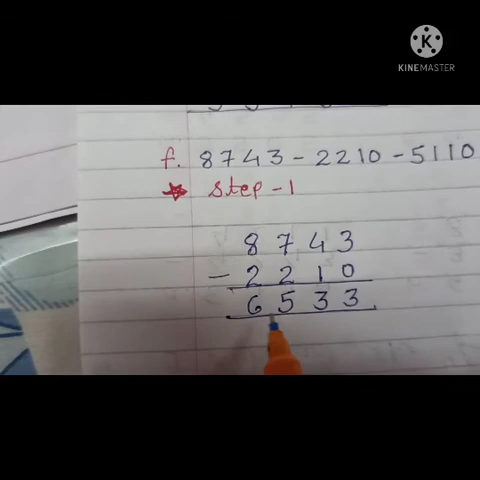 KINEMASTER
f. 8743 - 2210 - 5110
★ Step - 1
8743
- 2210
6533